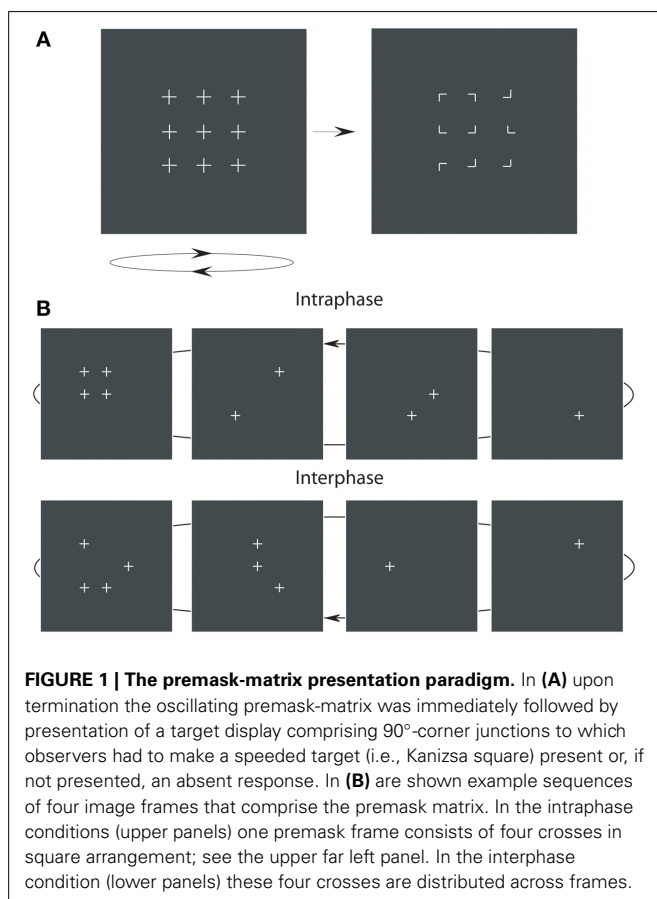 A
B
Intraphase
Interphase
FIGURE 1 | The premask-matrix presentation paradigm. In (A) upon
termination the oscillating premask-matrix was immediately followed by
presentation of a target display comprising 90°-corner junctions to which
observers had to make a speeded target (i.e., Kanizsa square) present or, if
not presented, an absent response. In (B) are shown example sequences
of four image frames that comprise the premask matrix. In the intraphase
conditions (upper panels) one premask frame consists of four crosses in
square arrangement; see the upper far left panel. In the interphase
condition (lower panels) these four crosses are distributed across frames.